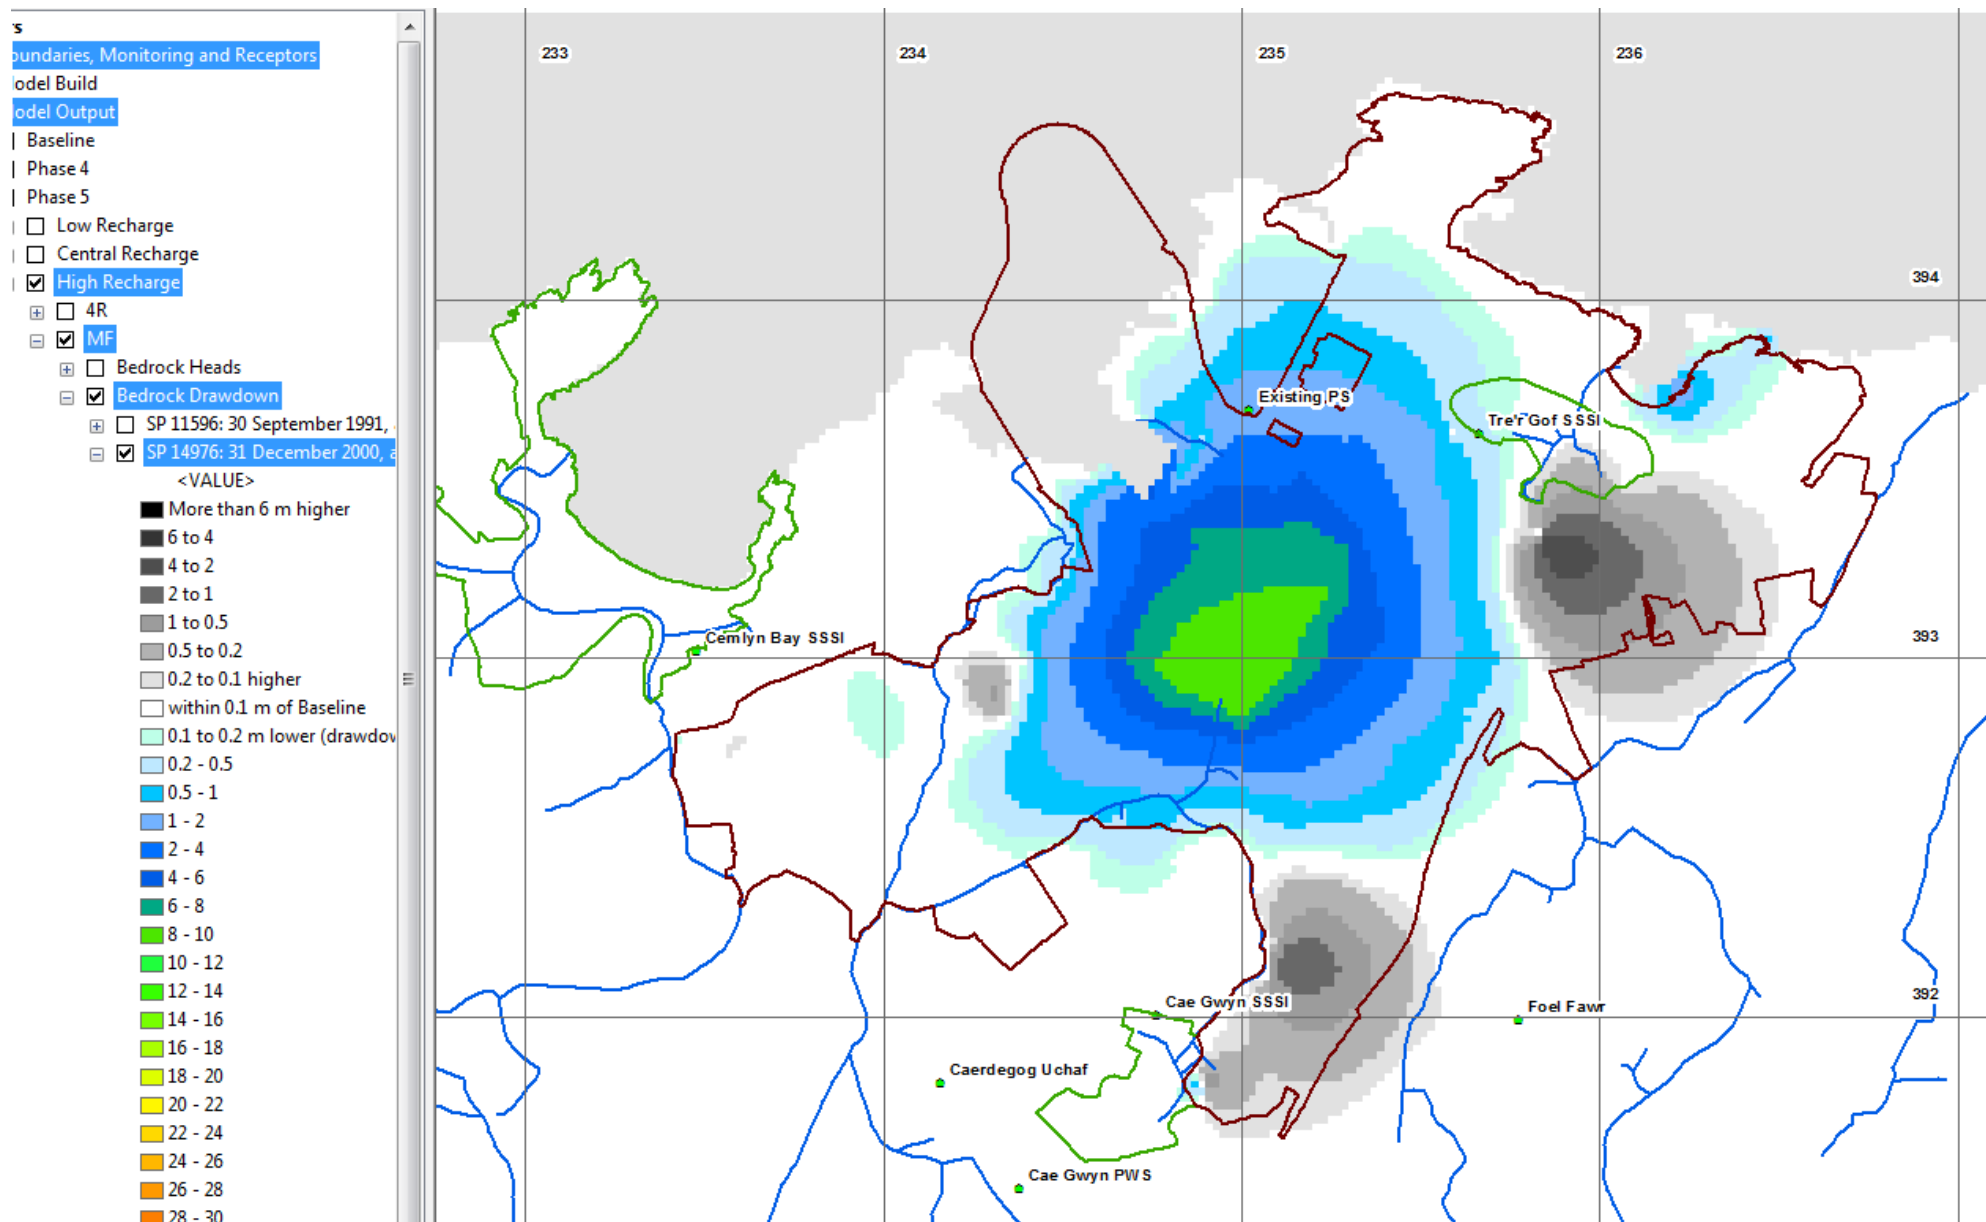 rs
oundaries, Monitoring and Receptors
odel Build
odel Output
Baseline
Phase 4
Phase 5
Low Recharge
Central Recharge
High Recharge
4R
MF
Bedrock Heads
Bedrock Drawdown
SP 11596: 30 September 1991,
SP 14976: 31 December 2000, a
<VALUE>
More than 6 m higher
6 to 4
4 to 2
2 to 1
1 to 0.5
0.5 to 0.2
0.2 to 0.1 higher
within 0.1 m of Baseline
0.1 to 0.2 m lower (drawdow
0.2 - 0.5
0.5 - 1
1 - 2
2 - 4
4 - 6
6 - 8
8 - 10
10 - 12
12 - 14
14 - 16
16 - 18
18 - 20
20 - 22
22 - 24
24 - 26
26 - 28
28 - 30
233
234
235
236
394
Existing PS
Tre'r Gof SSSI
393
Cemlyn Bay SSSI
392
Cae Gwyn SSSI
Foel Fawr
Caerdegog Uchaf
Cae Gwyn PWS